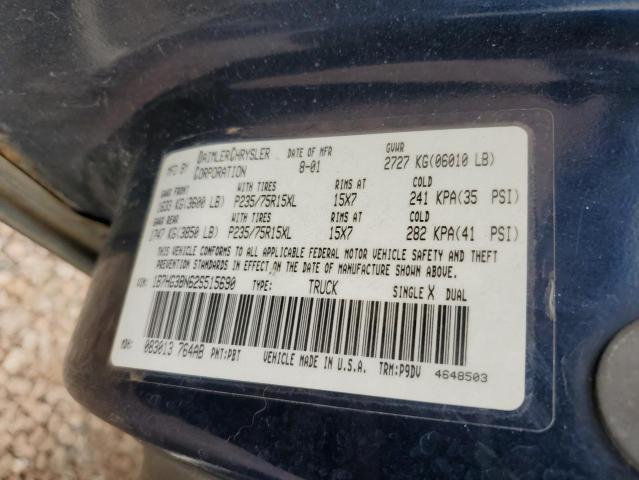 MFD BY DAIMLERCHRYSLER CORPORATION DATE OF MFR 8-01 GVWR 2727 KG(06010 LB)
GAWR FRONT WITH TIRES RIMS AT COLD
1633 KG(3600 LB) P235/75R15XL 15X7 241 KPA(35 PSI)
GAWR REAR WITH TIRES RIMS AT COLD
1747 KG(3850 LB) P235/75R15XL 15X7 282 KPA(41 PSI)
THIS VEHICLE CONFORMS TO ALL APPLICABLE FEDERAL MOTOR VEHICLE SAFETY AND THEFT
PREVENTION STANDARDS IN EFFECT ON THE DATE OF MANUFACTURE SHOWN ABOVE.
VIN: 1B7HG38N62S515690 TYPE: TRUCK SINGLE X DUAL
MDH: 083013 764AB PNT:PBT VEHICLE MADE IN U.S.A. TRM:P9DV 4648503